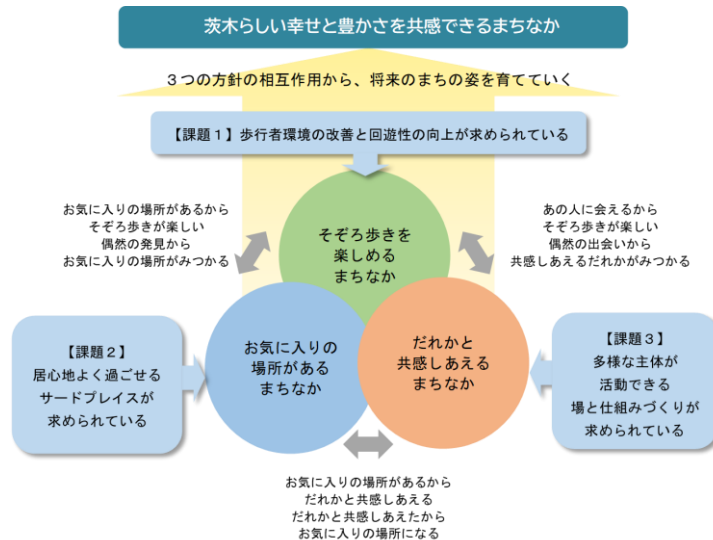 茨木らしい幸せと豊かさを共感できるまちなか
３つの方針の相互作用から、将来のまちの姿を育てていく
【課題１】歩行者環境の改善と回遊性の向上が求められている
お気に入りの場所があるから
そぞろ歩きが楽しい
偶然の発見から
お気に入りの場所がみつかる
そぞろ歩きを
楽しめる
まちなか
あの人に会えるから
そぞろ歩きが楽しい
偶然の出会いから
共感しあえるだれかがみつかる
【課題２】
居心地よく過ごせる
サードプレイスが
求められている
お気に入りの
場所がある
まちなか
だれかと
共感しあえる
まちなか
【課題３】
多様な主体が
活動できる
場と仕組みづくりが
求められている
お気に入りの場所があるから
だれかと共感しあえる
だれかと共感しあえたから
お気に入りの場所になる